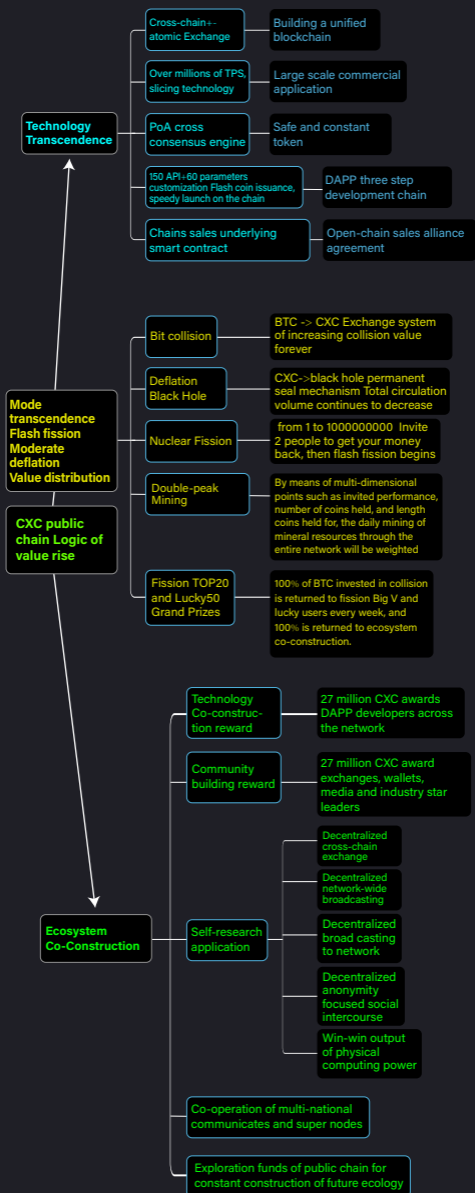 Technology
Transcendence
Cross-chain+-
atomic Exchange
Building a unified
blockchain
Over millions of TPS,
slicing technology
Large scale commercial
application
PoA cross
consensus engine
Safe and constant
token
150 API+60 parameters
customization Flash coin issuance,
speedy launch on the chain
DAPP three step
development chain
Chains sales underlying
smart contract
Open-chain sales alliance
agreement
Mode
transcendence
Flash fission
Moderate
deflation
Value distribution
CXC public
chain Logic of
value rise
Bit collision
BTC -> CXC Exchange system
of increasing collision value
forever
Deflation
Black Hole
CXC->black hole permanent
seal mechanism Total circulation
volume continues to decrease
Nuclear Fission
from 1 to 1000000000 Invite
2 people to get your money
back, then flash fission begins
Double-peak
Mining
By means of multi-dimensional
points such as invited performance,
number of coins held, and length
coins held for, the daily mining of
mineral resources through the
entire network will be weighted
Fission TOP20
and Lucky50
Grand Prizes
100% of BTC invested in collision
is returned to fission Big V and
lucky users every week, and
100% is returned to ecosystem
co-construction.
Ecosystem
Co-Construction
Technology
Co-construc-
tion reward
27 million CXC awards
DAPP developers across
the network
Community
building reward
27 million CXC award
exchanges, wallets,
media and industry star
leaders
Self-research
application
Decentralized
cross-chain
exchange
Decentralized
network-wide
broadcasting
Decentralized
broad casting
to network
Decentralized
anonymity
focused social
intercourse
Win-win output
of physical
computing power
Co-operation of multi-national
communicates and super nodes
Exploration funds of public chain for
constant construction of future ecology